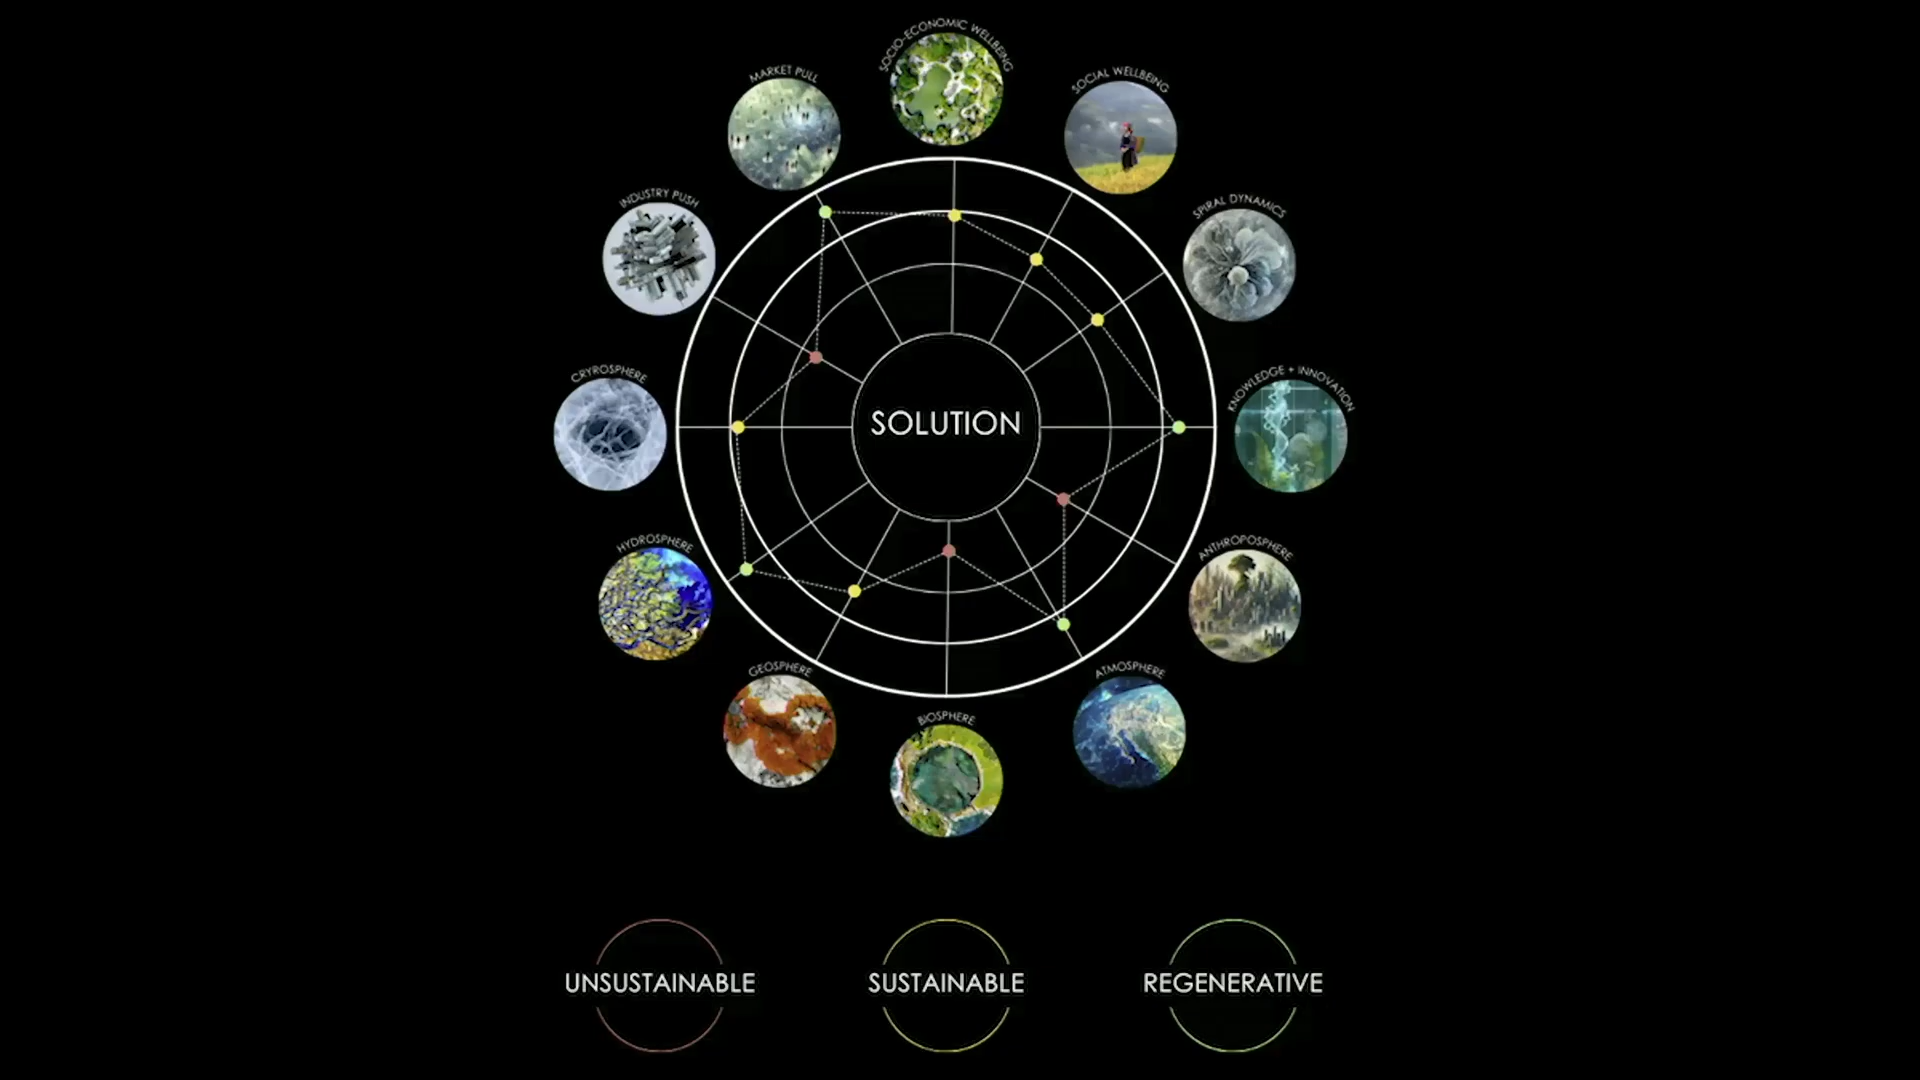 SOCIO-ECONOMIC WELLBEING
MARKET PULL
SOCIAL WELLBEING
INDUSTRY PUSH
SPIRAL DYNAMICS
CRYROSPHERE
KNOWLEDGE + INNOVATION
SOLUTION
HYDROSPHERE
ANTHROPOSPHERE
GEOSPHERE
ATMOSPHERE
BIOSPHERE
UNSUSTAINABLE
SUSTAINABLE
REGENERATIVE